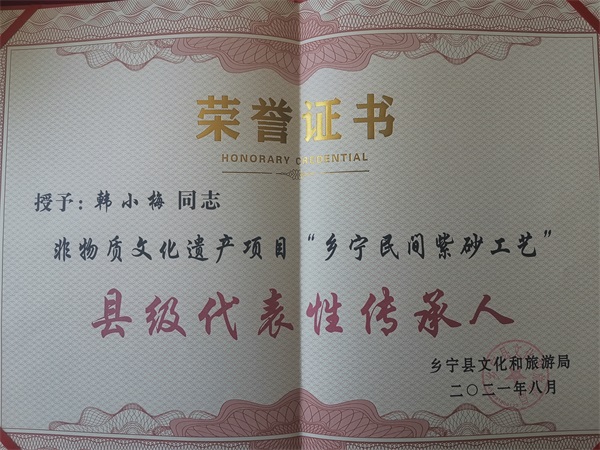 荣誉证书
HONORARY CREDENTIAL
授予：韩小梅 同志
非物质文化遗产项目“乡宁民间紫砂工艺”
县级代表性传承人
乡宁县文化和旅游局
二〇二一年八月